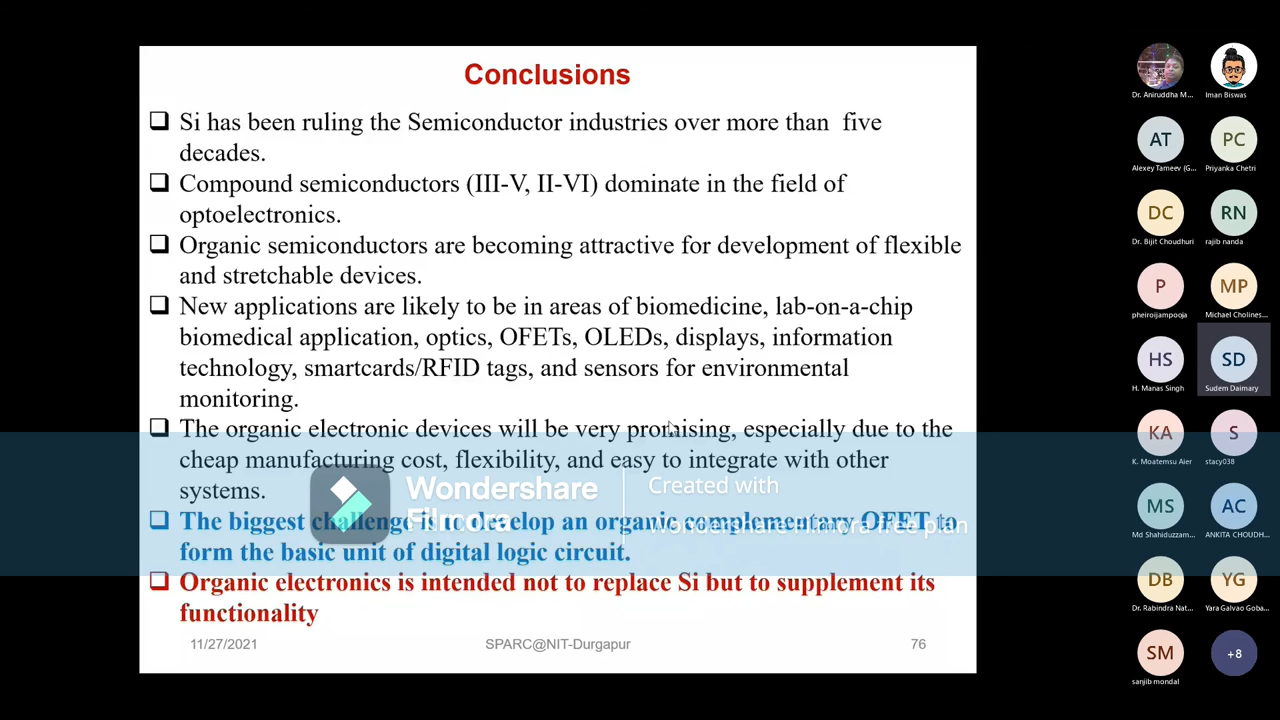 Conclusions
❑ Si has been ruling the Semiconductor industries over more than five
decades.
❑ Compound semiconductors (III-V, II-VI) dominate in the field of
optoelectronics.
❑ Organic semiconductors are becoming attractive for development of flexible
and stretchable devices.
❑ New applications are likely to be in areas of biomedicine, lab-on-a-chip
biomedical application, optics, OFETs, OLEDs, displays, information
technology, smartcards/RFID tags, and sensors for environmental
monitoring.
❑ The organic electronic devices will be very promising, especially due to the
cheap manufacturing cost, flexibility, and easy to integrate with other
systems.
❑ The biggest challenge is to develop an organic complementary OFET to
form the basic unit of digital logic circuit.
❑ Organic electronics is intended not to replace Si but to supplement its
functionality
11/27/2021 SPARC@NIT-Durgapur 76
Wondershare
Filmora
Created with
Wondershare Filmora free plan
Dr. Aniruddha M... Iman Biswas
AT PC
Alexey Tameev (G... Priyanka Chetri
DC RN
Dr. Bijit Choudhuri rajib nanda
P MP
pheiroijampooja Michael Cholines...
HS SD
H. Manas Singh Sudem Daimary
KA S
K. Moatemsu Aier stacy038
MS AC
Md Shahiduzzam... ANKITA CHOUDH...
DB YG
Dr. Rabindra Nat... Yara Galvao Goba...
SM +8
sanjib mondal